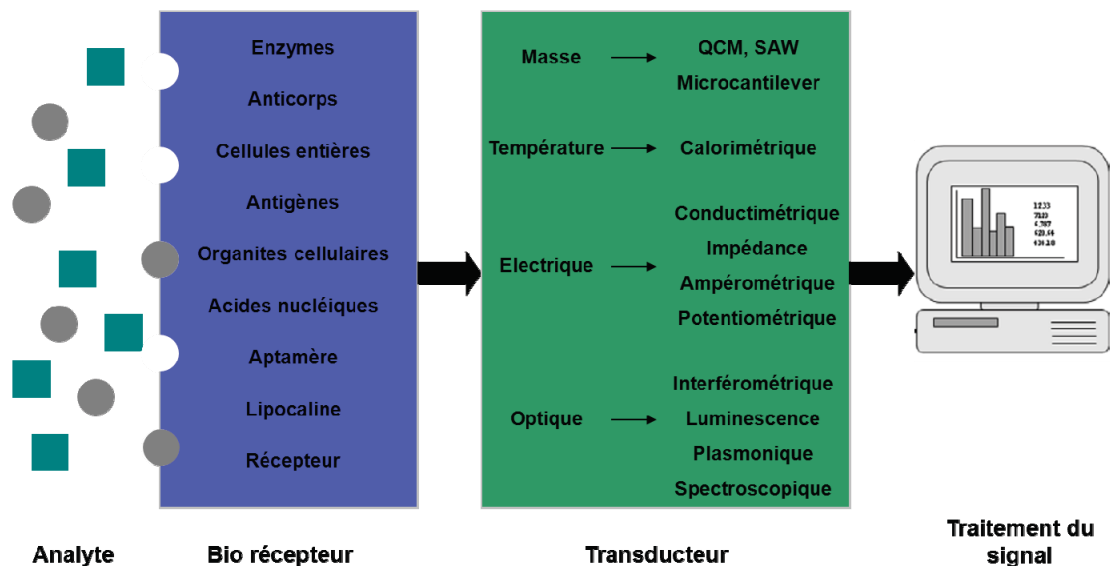 Enzymes
Anticorps
Cellules entières
Antigènes
Organites cellulaires
Acides nucléiques
Aptamère
Lipocaline
Récepteur
Masse
QCM, SAW
Microcantilever
Température
Calorimétrique
Electrique
Conductimétrique
Impédance
Ampérométrique
Potentiométrique
Optique
Interférométrique
Luminescence
Plasmonique
Spectroscopique
Analyte
Bio récepteur
Transducteur
Traitement du
signal